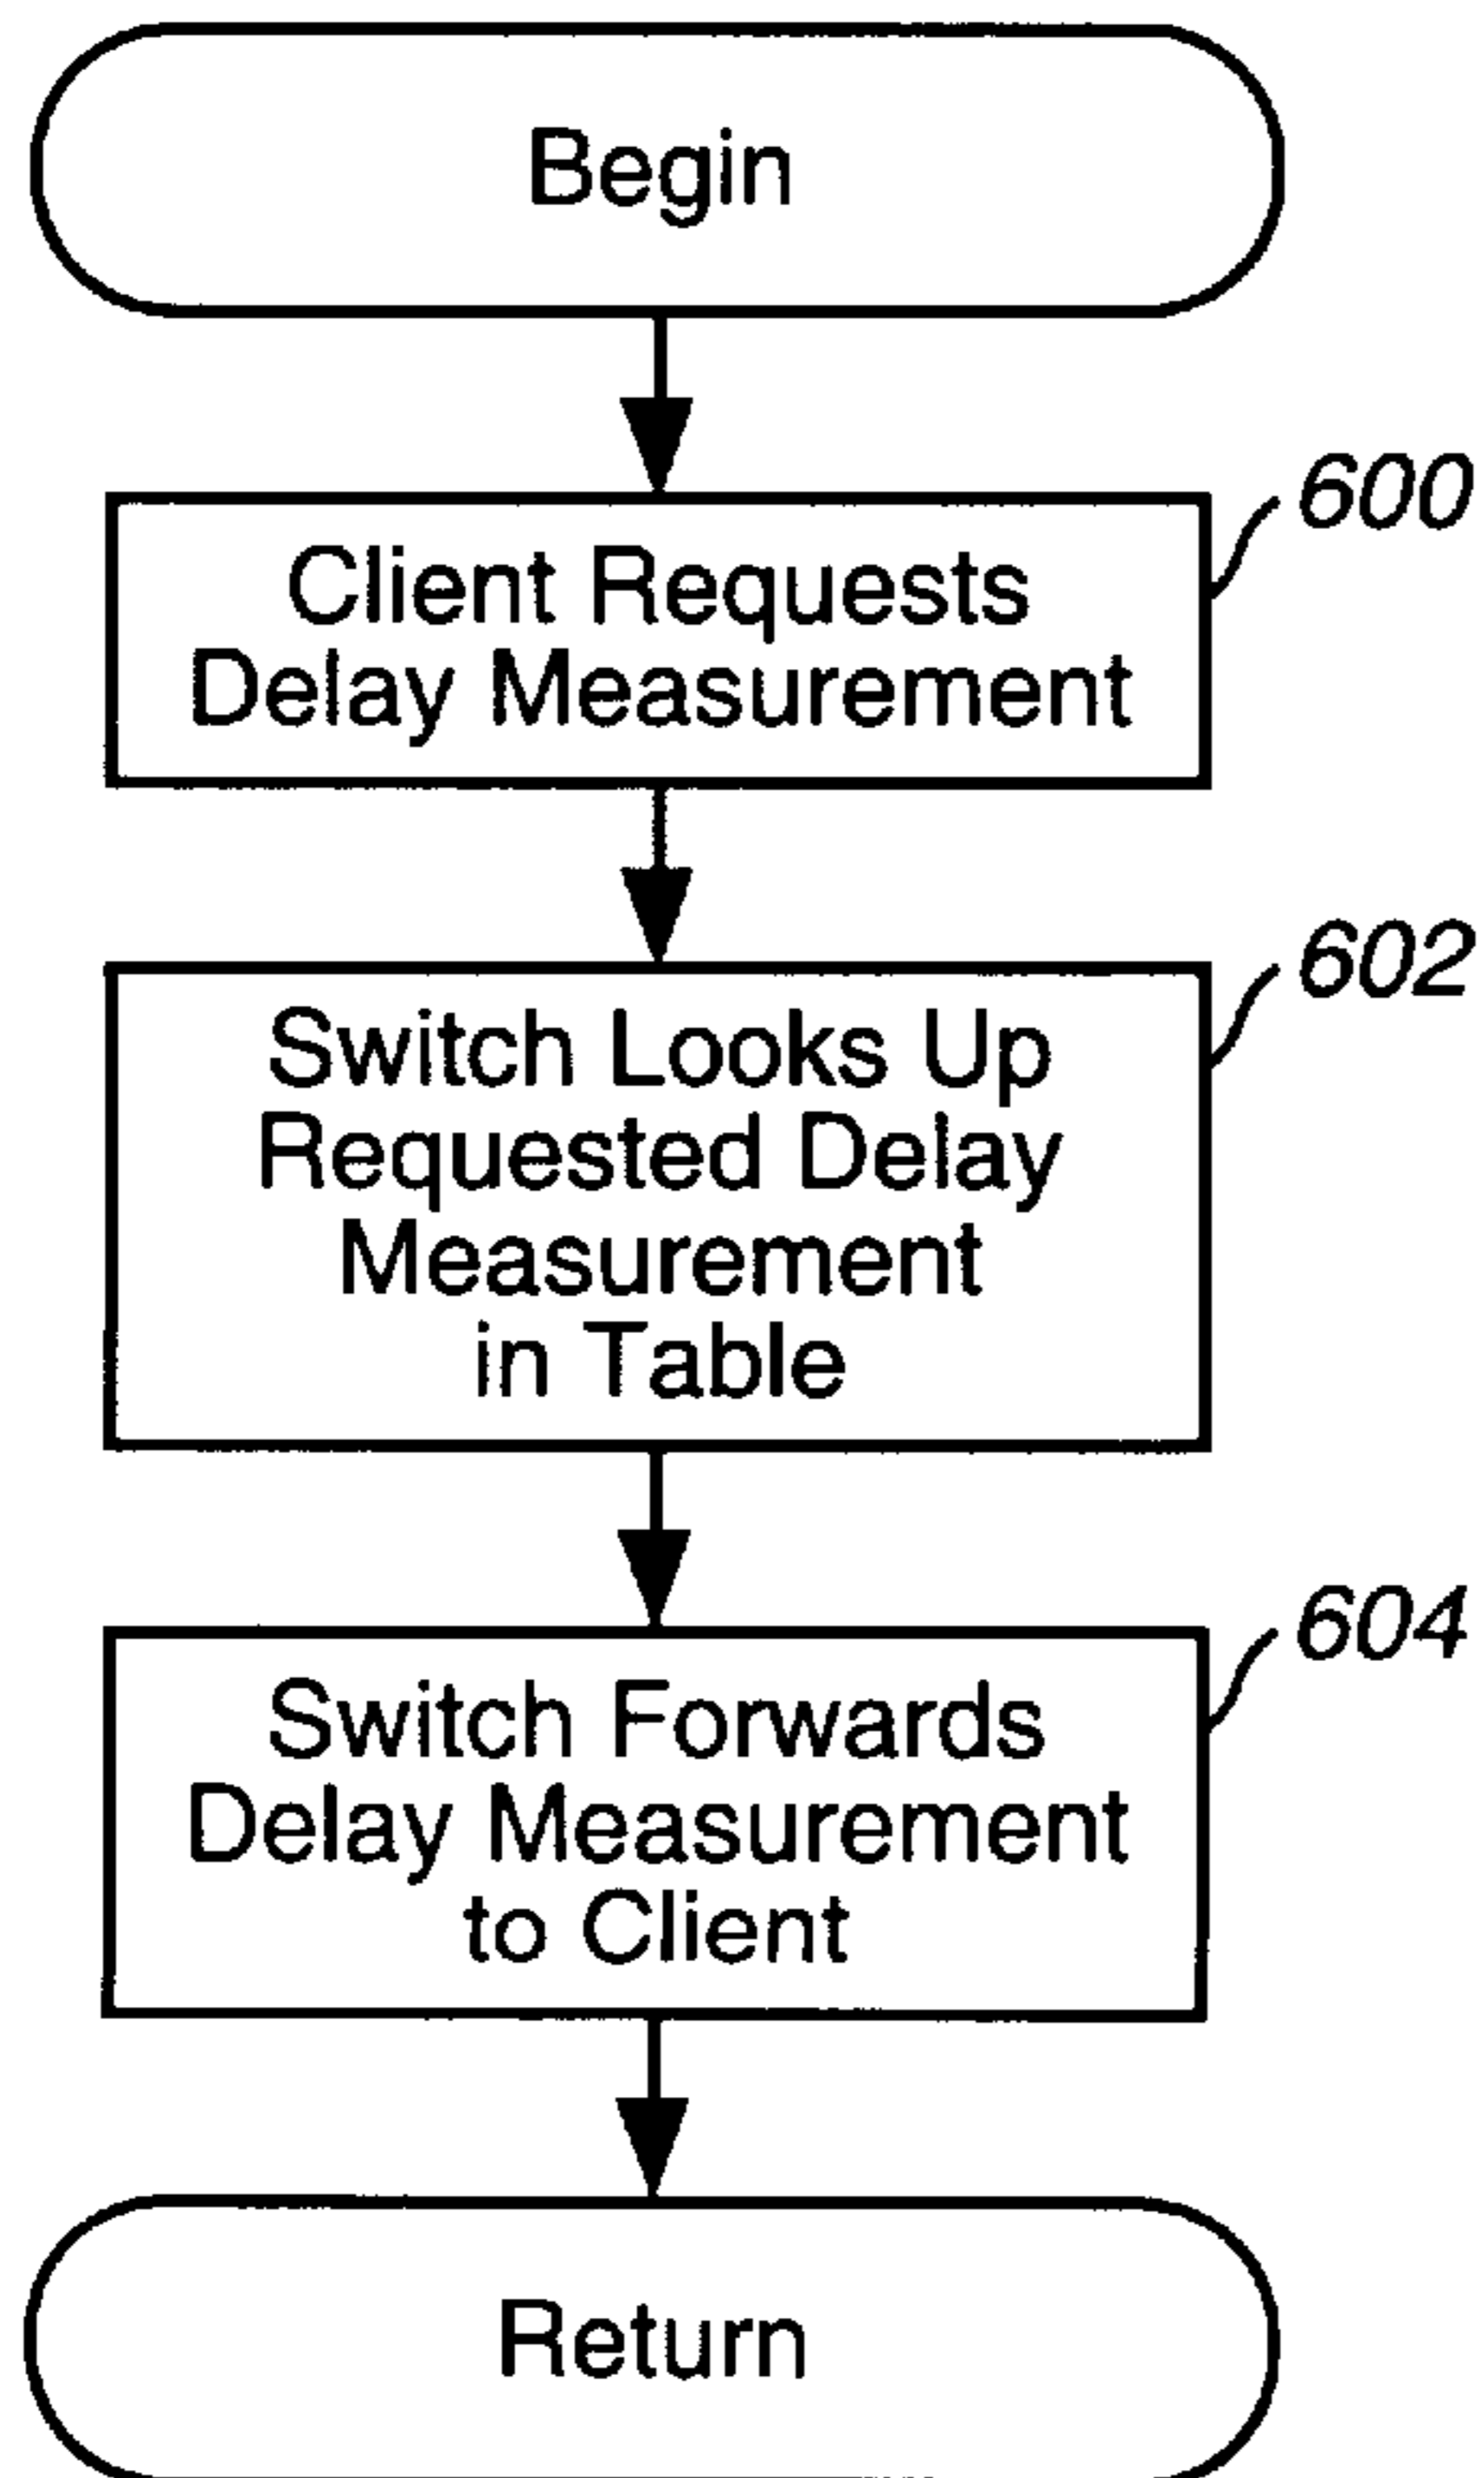 Begin
600
Client Requests
Delay Measurement
602
Switch Looks Up
Requested Delay
Measurement
in Table
604
Switch Forwards
Delay Measurement
to Client
Return